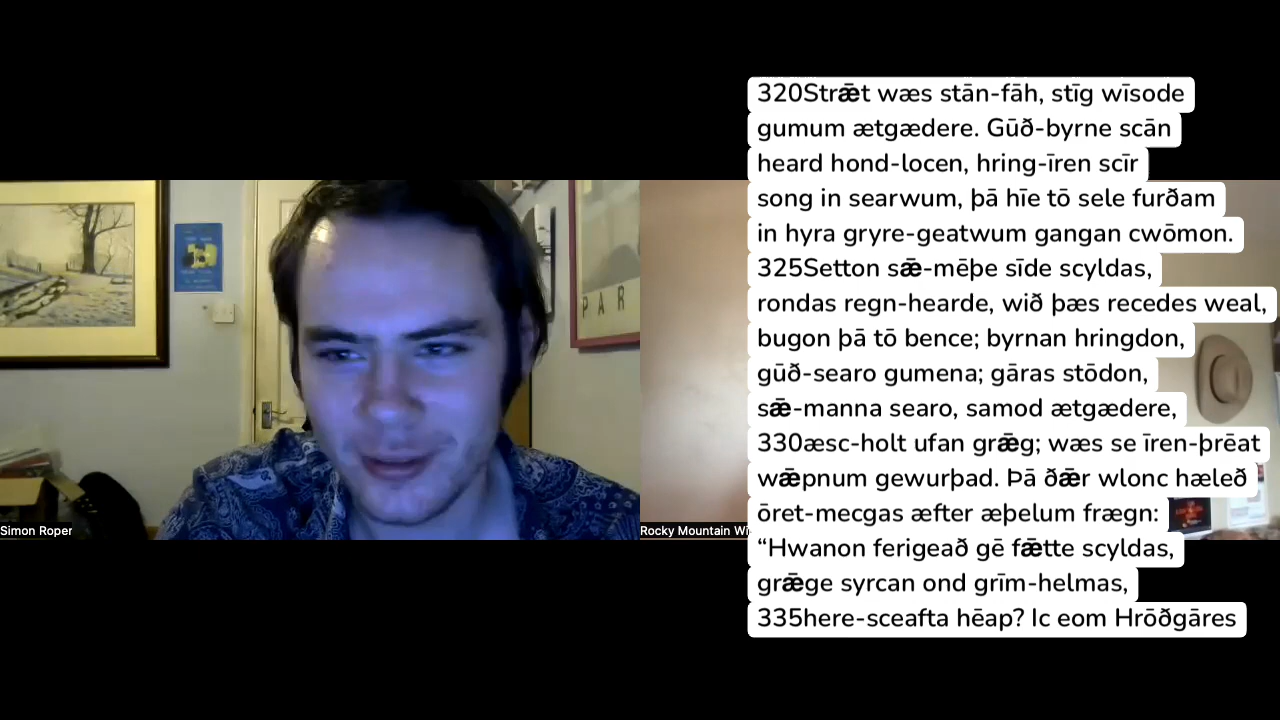 320Strǣt wæs stān-fāh, stīg wīsode
gumum ætgædere. Gūð-byrne scān
heard hond-locen, hring-īren scīr
song in searwum, þā hīe tō sele furðam
in hyra gryre-geatwum gangan cwōmon.
325Setton sǣ-mēþe sīde scyldas,
rondas regn-hearde, wið þæs recedes weal,
bugon þā tō bence; byrnan hringdon,
gūð-searo gumena; gāras stōdon,
sǣ-manna searo, samod ætgædere,
330æsc-holt ufan grǣg; wæs se īren-þrēat
wǣpnum gewurþad. Þā ðǣr wlonc hæleð
ōret-mecgas æfter æþelum frægn:
“Hwanon ferigeað gē fǣtte scyldas,
grǣge syrcan ond grīm-helmas,
335here-sceafta hēap? Ic eom Hrōðgāres
PAR
Simon Roper
Rocky Mountain Wi